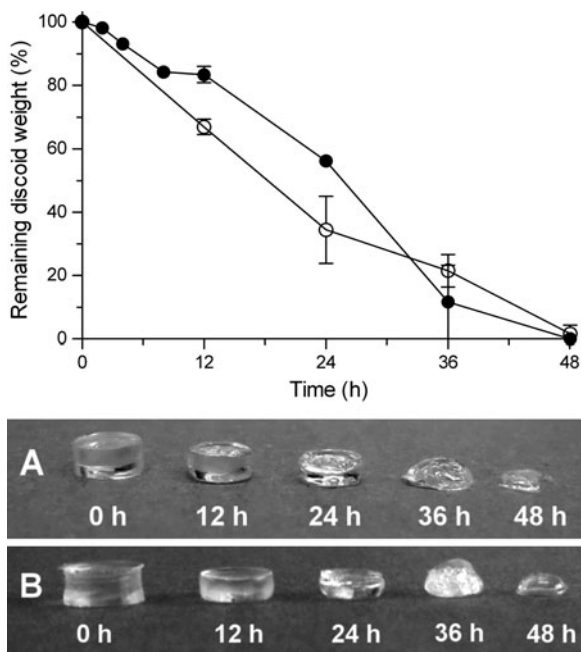 Remaining discoid weight (%)
100
80
60
40
20
0
0 12 24 36 48
Time (h)
A
0 h 12 h 24 h 36 h 48 h
B
0 h 12 h 24 h 36 h 48 h